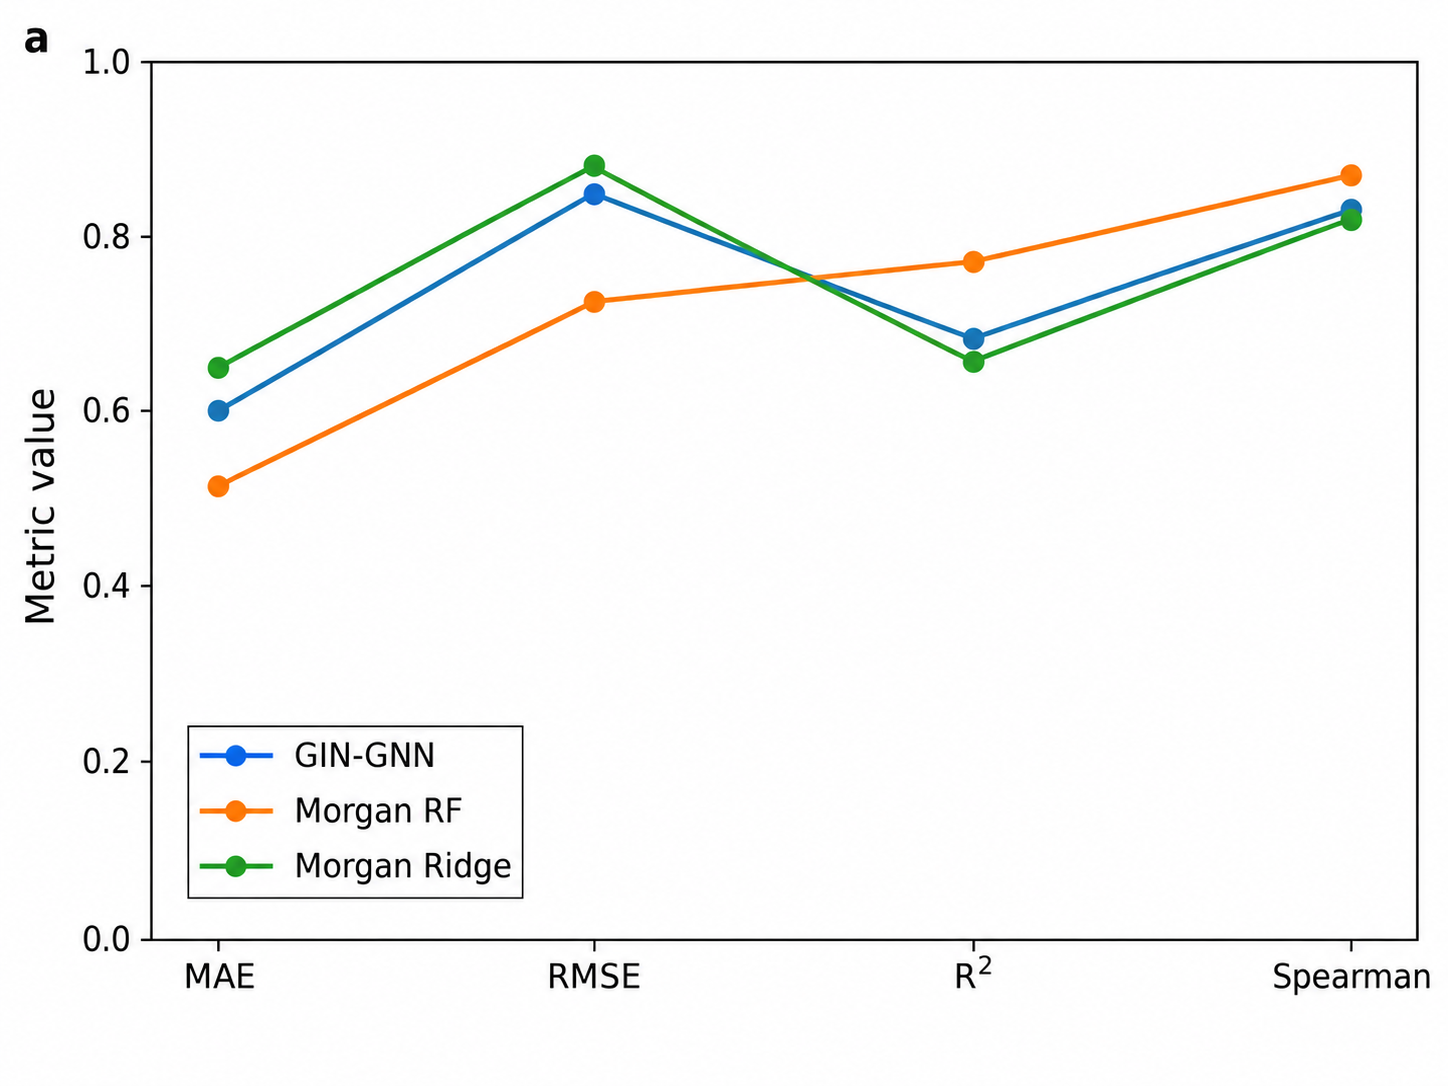 a
1.0
0.8
0.6
0.4
0.2
0.0
Metric value
GIN-GNN
Morgan RF
Morgan Ridge
MAE RMSE R² Spearman